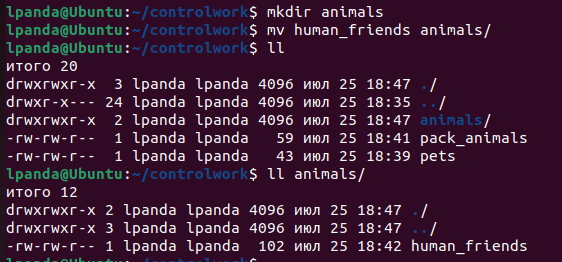 lpanda@Ubuntu:~/controlwork$ mkdir animals
lpanda@Ubuntu:~/controlwork$ mv human_friends animals/
lpanda@Ubuntu:~/controlwork$ ll
итого 20
drwxrwxr-x  3 lpanda lpanda 4096 июл 25 18:47 ./
drwxr-x--- 24 lpanda lpanda 4096 июл 25 18:35 ../
drwxrwxr-x  2 lpanda lpanda 4096 июл 25 18:47 animals/
-rw-rw-r--  1 lpanda lpanda   59 июл 25 18:41 pack_animals
-rw-rw-r--  1 lpanda lpanda   43 июл 25 18:39 pets
lpanda@Ubuntu:~/controlwork$ ll animals/
итого 12
drwxrwxr-x 2 lpanda lpanda 4096 июл 25 18:47 ./
drwxrwxr-x 3 lpanda lpanda 4096 июл 25 18:47 ../
-rw-rw-r-- 1 lpanda lpanda  102 июл 25 18:42 human_friends
lpanda@Ubuntu:~/controlwork$